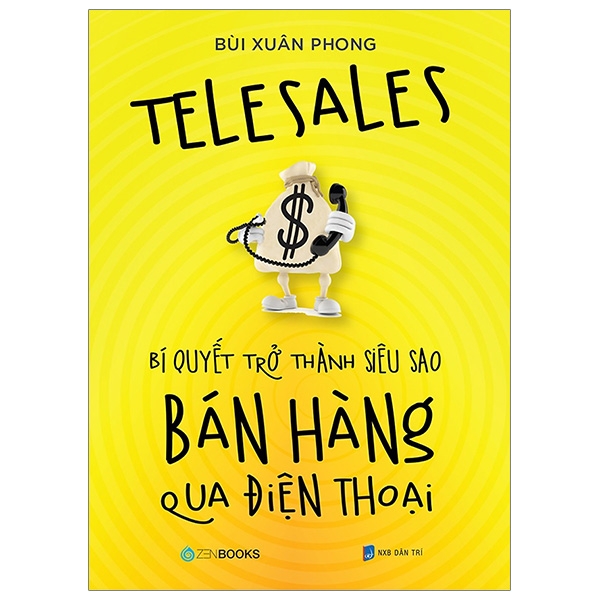 BÙI XUÂN PHONG
TELESALES
$
BÍ QUYẾT TRỞ THÀNH SIÊU SAO
BÁN HÀNG
QUA ĐIỆN THOẠI
ZENBOOKS
NXB DÂN TRÍ